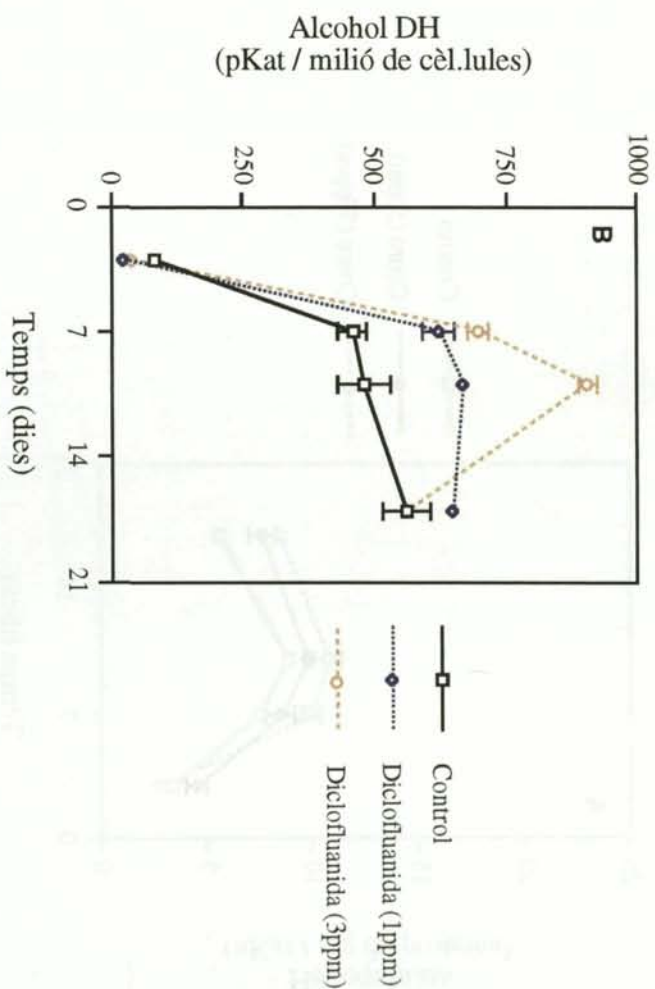 Alcohol DH
(pKat / milió de cèl.lules)
1000
750
500
250
0
B
0
7
14
21
Temps (dies)
Control
Diclofluanida (1ppm)
Diclofluanida (3ppm)